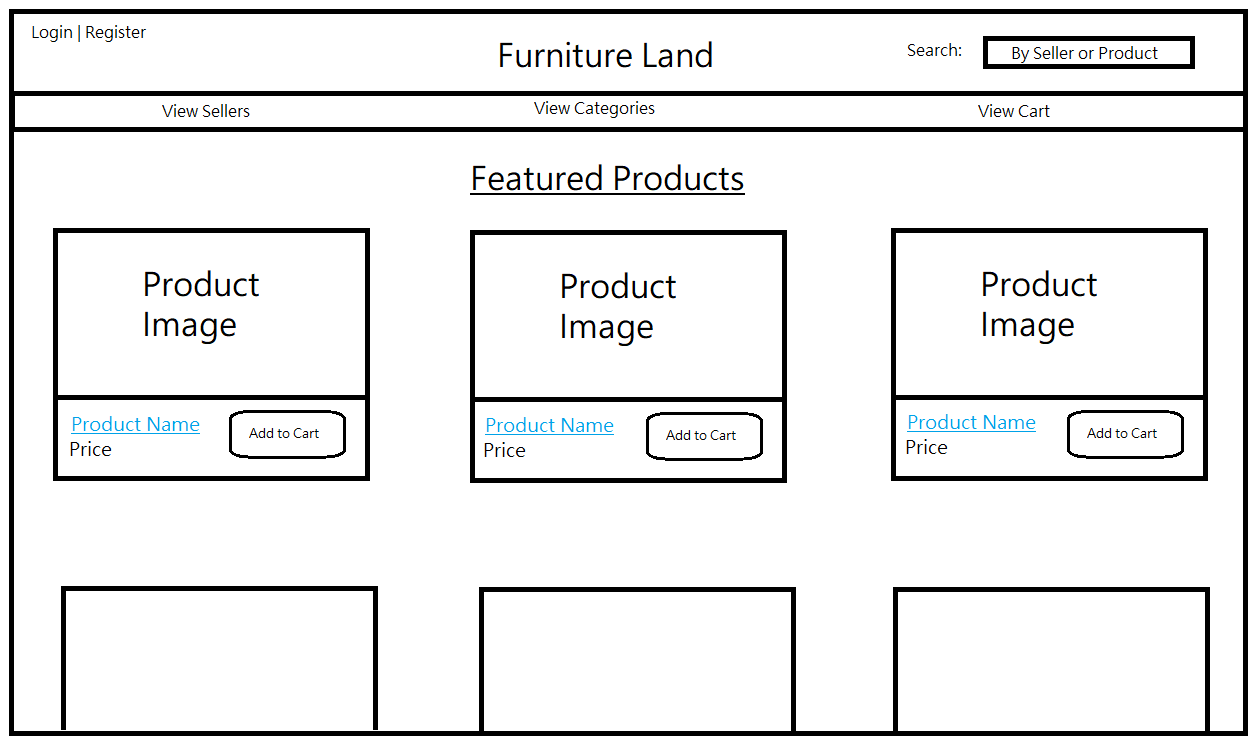 Login | Register
Furniture Land
Search:
By Seller or Product
View Sellers
View Categories
View Cart
Featured Products
Product
Image
Product
Image
Product
Image
Product Name
Price
Add to Cart
Product Name
Price
Add to Cart
Product Name
Price
Add to Cart